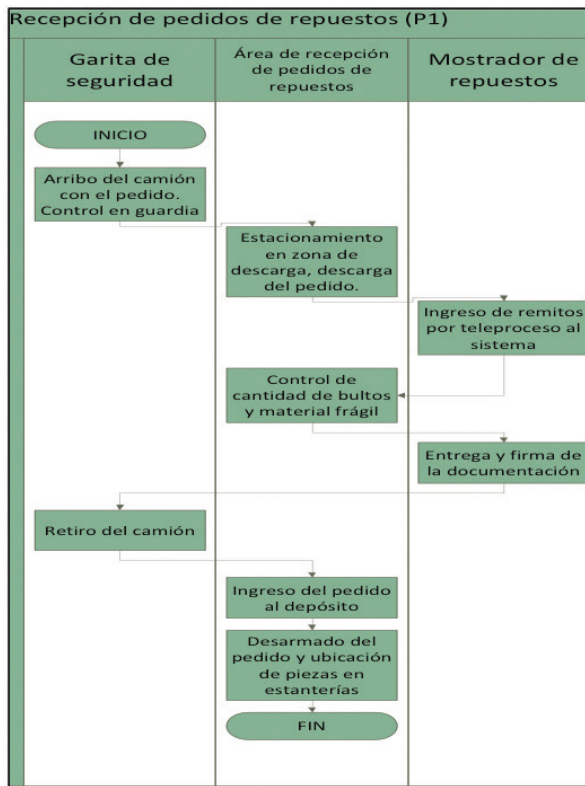 Recepción de pedidos de repuestos (P1)
Garita de
seguridad
Área de recepción
de pedidos de
repuestos
Mostrador de
repuestos
INICIO
Arribo del camión
con el pedido.
Control en guardia
Estacionamiento
en zona de
descarga, descarga
del pedido.
Ingreso de remitos
por teleproceso al
sistema
Control de
cantidad de bultos
y material frágil
Entrega y firma de
la documentación
Retiro del camión
Ingreso del pedido
al depósito
Desarmado del
pedido y ubicación
de piezas en
estanterías
FIN